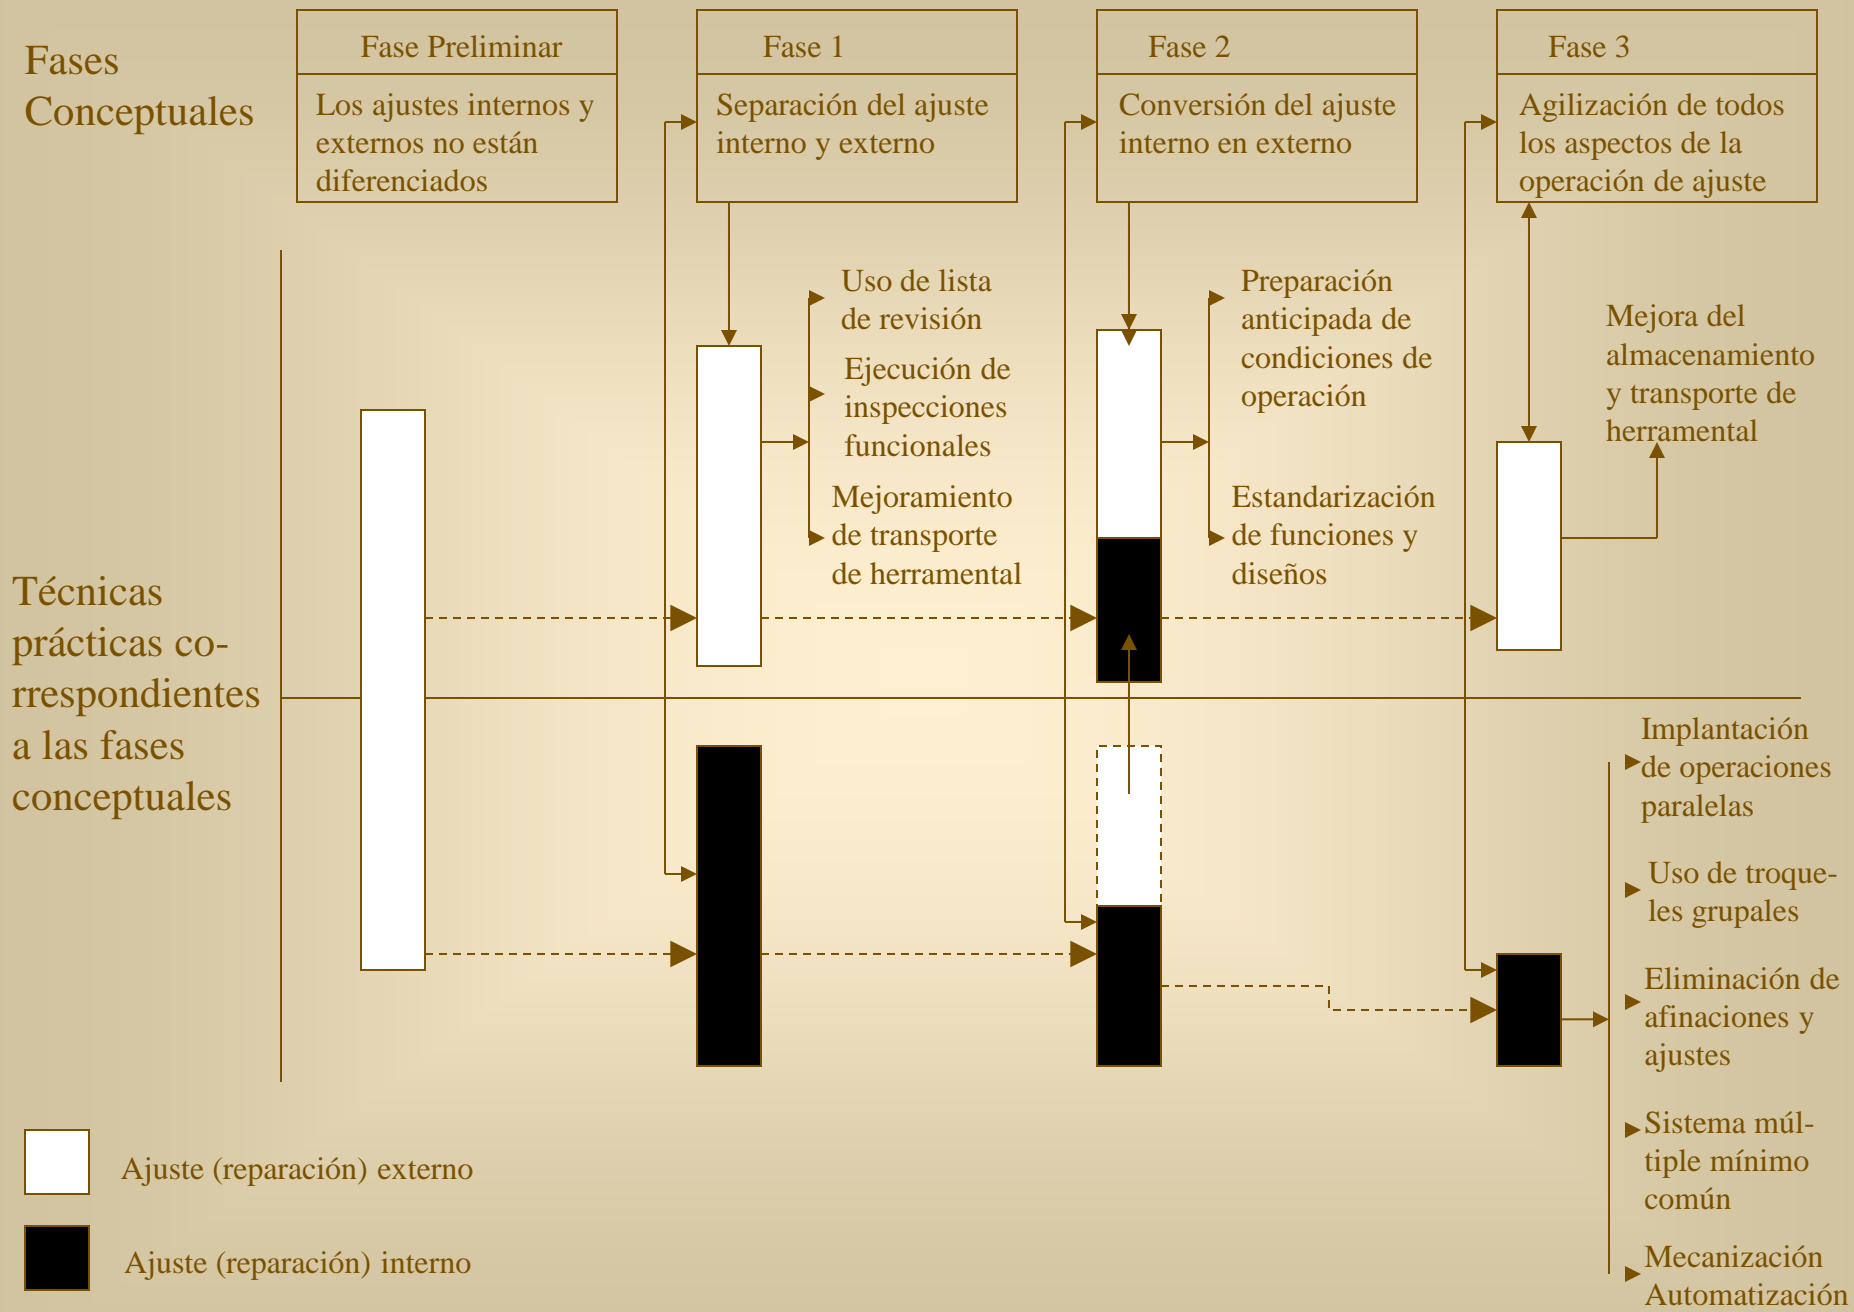 Fases
Conceptuales
Fase Preliminar
Los ajustes internos y
externos no están
diferenciados
Fase 1
Separación del ajuste
interno y externo
Fase 2
Conversión del ajuste
interno en externo
Fase 3
Agilización de todos
los aspectos de la
operación de ajuste
Técnicas
prácticas co-
rrespondientes
a las fases
conceptuales
Uso de lista
de revisión
Ejecución de
inspecciones
funcionales
Mejoramiento
de transporte
de herramental
Preparación
anticipada de
condiciones de
operación
Estandarización
de funciones y
diseños
Mejora del
almacenamiento
y transporte de
herramental
Implantación
de operaciones
paralelas
Uso de troque-
les grupales
Eliminación de
afinaciones y
ajustes
Sistema múl-
tiple mínimo
común
Mecanización
Automatización
Ajuste (reparación) externo
Ajuste (reparación) interno